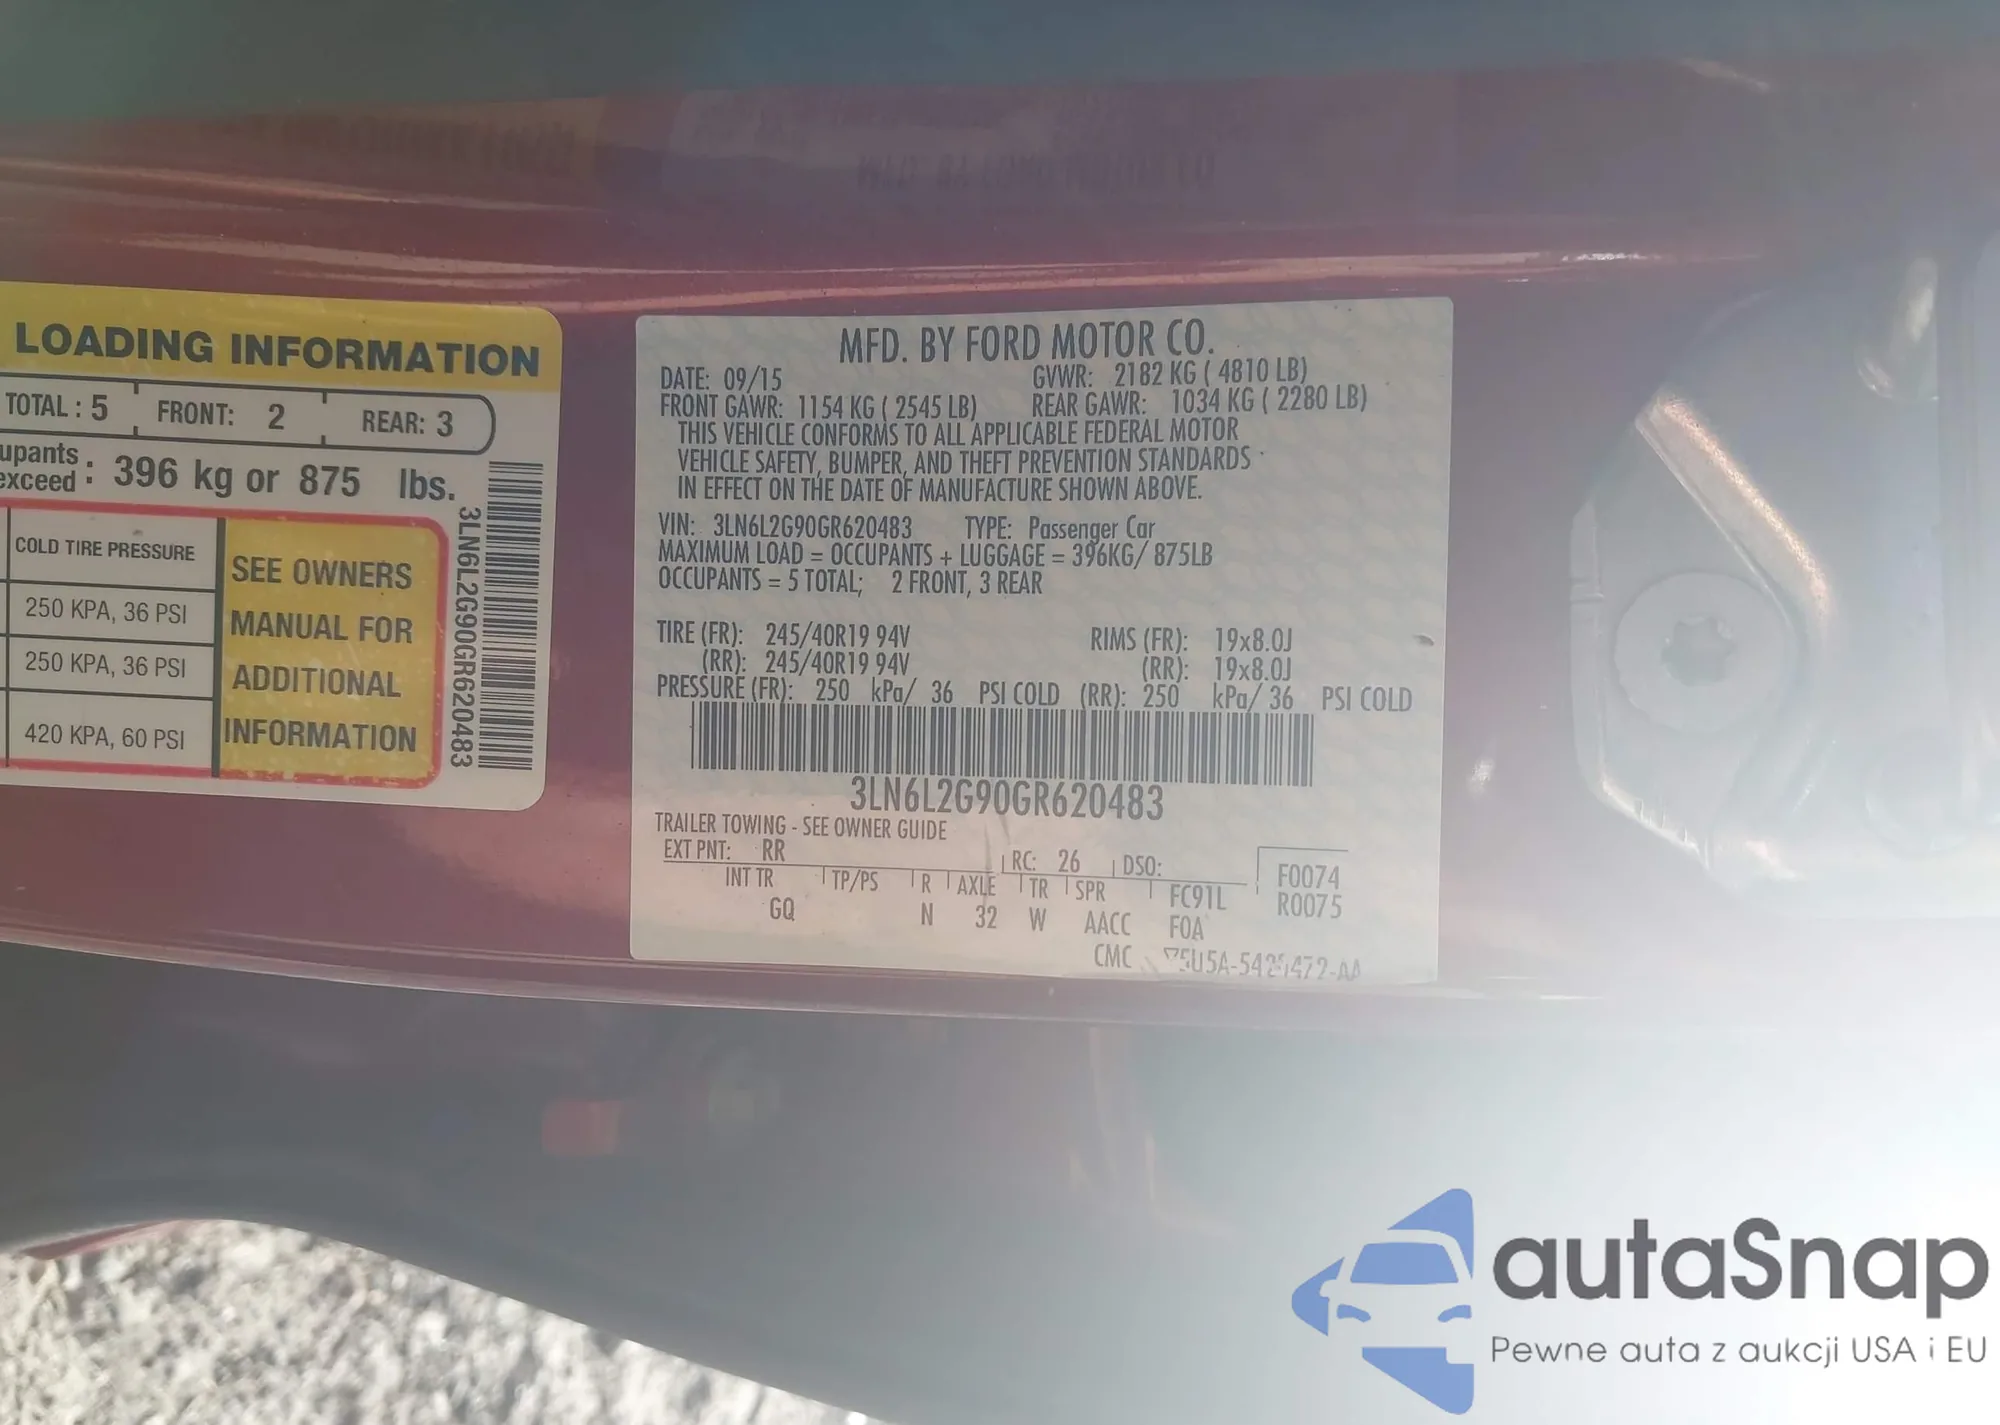 LOADING INFORMATION
TOTAL : 5 FRONT: 2 REAR: 3
upants
exceed : 396 kg or 875 lbs.
COLD TIRE PRESSURE
250 KPA, 36 PSI
250 KPA, 36 PSI
420 KPA, 60 PSI
SEE OWNERS
MANUAL FOR
ADDITIONAL
INFORMATION
3LN6L2G90GR620483
MFD. BY FORD MOTOR CO.
DATE: 09/15 GVWR: 2182 KG ( 4810 LB)
FRONT GAWR: 1154 KG ( 2545 LB) REAR GAWR: 1034 KG ( 2280 LB)
THIS VEHICLE CONFORMS TO ALL APPLICABLE FEDERAL MOTOR
VEHICLE SAFETY, BUMPER, AND THEFT PREVENTION STANDARDS
IN EFFECT ON THE DATE OF MANUFACTURE SHOWN ABOVE.
VIN: 3LN6L2G90GR620483 TYPE: Passenger Car
MAXIMUM LOAD = OCCUPANTS + LUGGAGE = 396KG/ 875LB
OCCUPANTS = 5 TOTAL; 2 FRONT, 3 REAR
TIRE (FR): 245/40R19 94V RIMS (FR): 19x8.0J
(RR): 245/40R19 94V (RR): 19x8.0J
PRESSURE (FR): 250 kPa/ 36 PSI COLD (RR): 250 kPa/ 36 PSI COLD
3LN6L2G90GR620483
TRAILER TOWING - SEE OWNER GUIDE
EXT PNT: RR RC: 26 DSO: F0074
INT TR TP/PS R AXLE TR SPR FC91L R0075
GQ N 32 W AACC FOA
CMC
autaSnap
Pewne auta z aukcji USA i EU